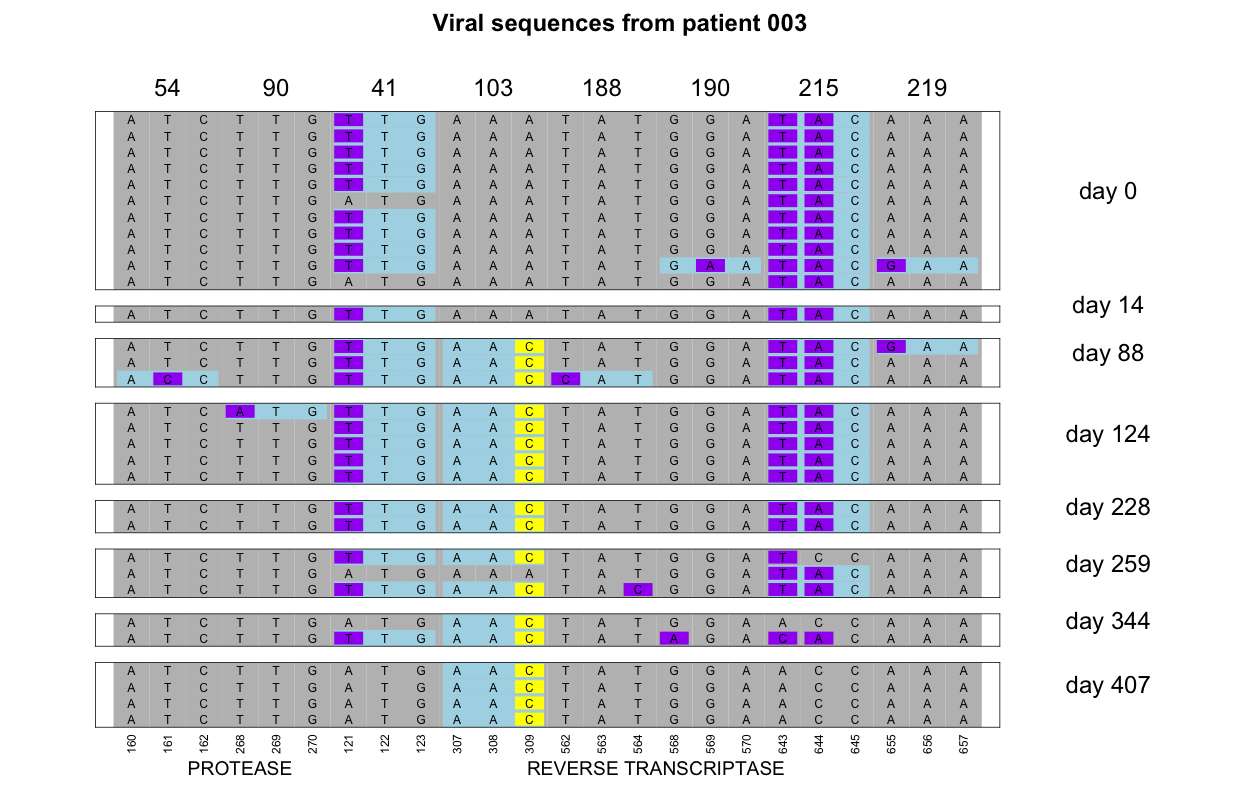 Viral sequences from patient 003
54 90 41 103 188 190 215 219
A T C T T G T T G A A A T A T G G A T A C A A A
A T C T T G T T G A A A T A T G G A T A C A A A
A T C T T G T T G A A A T A T G G A T A C A A A
A T C T T G T T G A A A T A T G G A T A C A A A
A T C T T G T T G A A A T A T G G A T A C A A A
A T C T T G A T G A A A T A T G G A T A C A A A
A T C T T G T T G A A A T A T G G A T A C A A A
A T C T T G T T G A A A T A T G G A T A C A A A
A T C T T G T T G A A A T A T G G A T A C A A A
A T C T T G T T G A A A T A T G A A T A C G A A
A T C T T G A T G A A A T A T G G A T A C A A A
day 0
A T C T T G T T G A A A T A T G G A T A C A A A
day 14
A T C T T G T T G A A C T A T G G A T A C G A A
A T C T T G T T G A A C T A T G G A T A C A A A
A C C T T G T T G A A C C A T G G A T A C A A A
day 88
A T C A T G T T G A A C T A T G G A T A C A A A
A T C T T G T T G A A C T A T G G A T A C A A A
A T C T T G T T G A A C T A T G G A T A C A A A
A T C T T G T T G A A C T A T G G A T A C A A A
A T C T T G T T G A A C T A T G G A T A C A A A
day 124
A T C T T G T T G A A C T A T G G A T A C A A A
A T C T T G T T G A A C T A T G G A T A C A A A
day 228
A T C T T G T T G A A C T A T G G A T C C A A A
A T C T T G A T G A A A T A T G G A T A C A A A
A T C T T G T T G A A C T A C G G A T A C A A A
day 259
A T C T T G A T G A A C T A T G G A A C C A A A
A T C T T G T T G A A C T A T A G A C A C A A A
day 344
A T C T T G A T G A A C T A T G G A A C C A A A
A T C T T G A T G A A C T A T G G A A C C A A A
A T C T T G A T G A A C T A T G G A A C C A A A
A T C T T G A T G A A C T A T G G A A C C A A A
day 407
160 161 162 268 269 270 121 122 123 307 308 309 562 563 564 568 569 570 643 644 645 655 656 657
PROTEASE REVERSE TRANSCRIPTASE